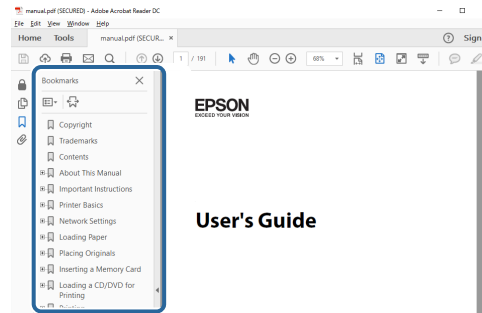 manual.pdf (SECURED) - Adobe Acrobat Reader DC
File Edit View Window Help
Home Tools manual.pdf (SECUR... ×
Sign
1 / 191 68%
Bookmarks
EPSON
EXCEED YOUR VISION
Copyright
Trademarks
Contents
About This Manual
Important Instructions
Printer Basics
Network Settings
User's Guide
Loading Paper
Placing Originals
Inserting a Memory Card
Loading a CD/DVD for
Printing